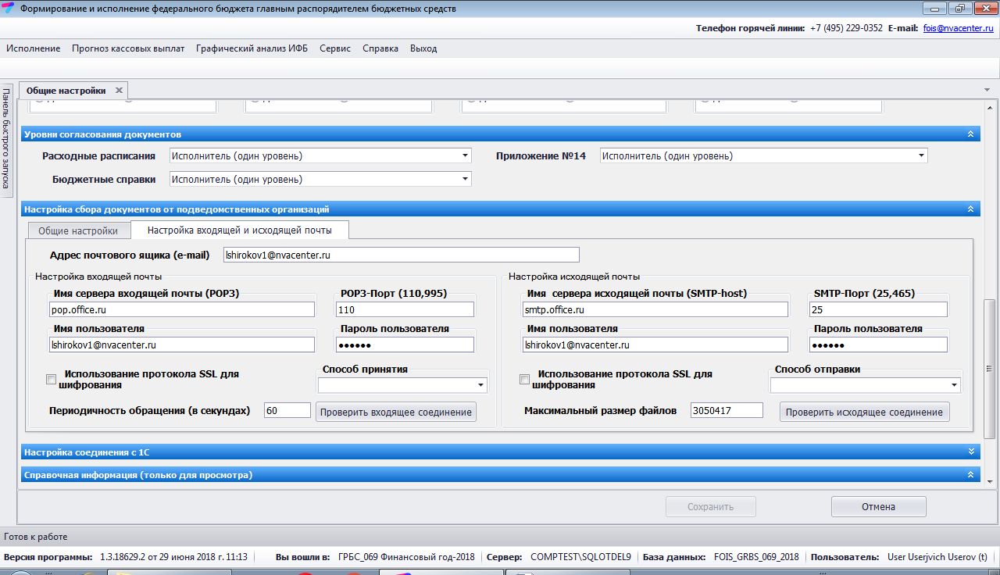 Формирование и исполнение федерального бюджета главным распорядителем бюджетных средств
Телефон горячей линии: +7 (495) 229-0352 E-mail: fois@nvacenter.ru
Исполнение Прогноз кассовых выплат Графический анализ ИФБ Сервис Справка Выход
Панель быстрого запуска
Общие настройки
Уровни согласования документов
Расходные расписания Исполнитель (один уровень) Приложение №14 Исполнитель (один уровень)
Бюджетные справки Исполнитель (один уровень)
Настройка сбора документов от подведомственных организаций
Общие настройки Настройка входящей и исходящей почты
Адрес почтового ящика (e-mail) lshirokov1@nvacenter.ru
Настройка входящей почты Настройка исходящей почты
Имя сервера входящей почты (POP3) POP3-Порт (110,995) Имя сервера исходящей почты (SMTP-host) SMTP-Порт (25,465)
pop.office.ru 110 smtp.office.ru 25
Имя пользователя Пароль пользователя Имя пользователя Пароль пользователя
lshirokov1@nvacenter.ru ●●●●●● lshirokov1@nvacenter.ru ●●●●●●
Использование протокола SSL для шифрования Способ принятия Использование протокола SSL для шифрования Способ отправки
Периодичность обращения (в секундах) 60 Проверить входящее соединение Максимальный размер файлов 3050417 Проверить исходящее соединение
Настройка соединения с 1С
Справочная информация (только для просмотра)
Сохранить Отмена
Готов к работе
Версия программы: 1.3.18629.2 от 29 июня 2018 г. 11:13 Вы вошли в: ГРБС_069 Финансовый год-2018 Сервер: COMPTEST\SQLOTDEL9 База данных: FOIS_GRBS_069_2018 Пользователь: User Userjvich Userov (t)